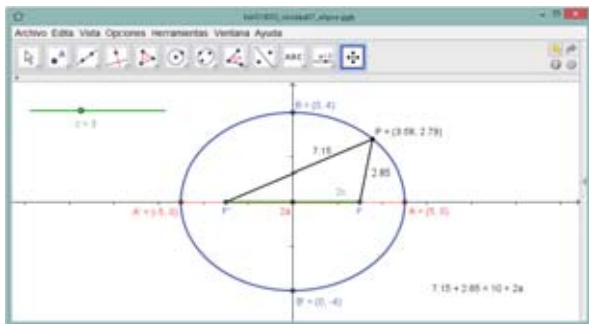 Archivo Edita Vista Opciones Herramientas Ventana Ayuda
ABC
c = 3
B = (0, 4)
P = (3.58, 2.79)
7.15
2.85
2c
A' = (-5, 0)
F'
2a
F
A = (5, 0)
B' = (0, -4)
7.15 + 2.85 = 10 = 2a